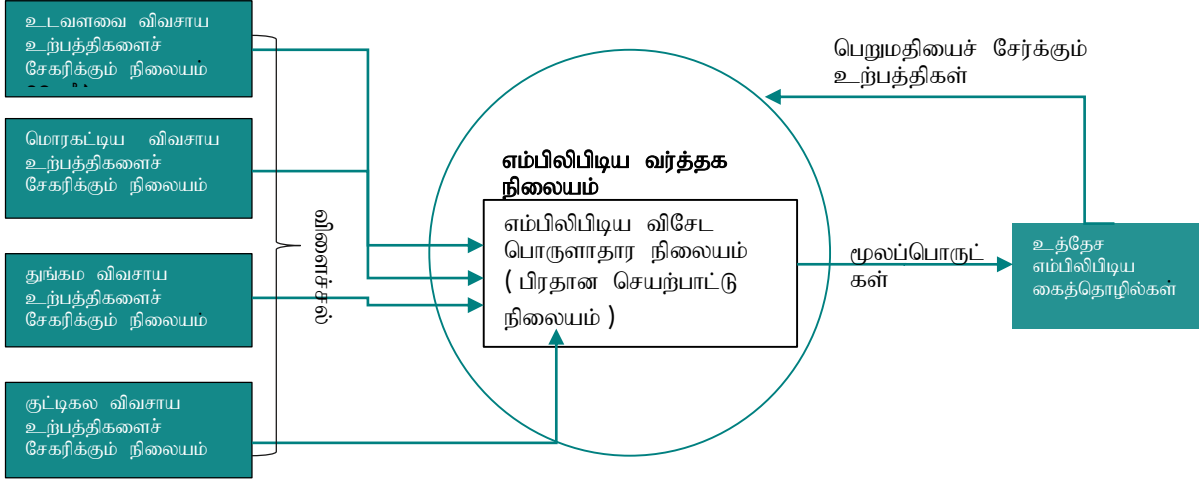 உடவளவை விவசாய
உற்பத்திகளைச்
சேகரிக்கும் நிலையம்
மொரகட்டிய விவசாய
உற்பத்திகளைச்
சேகரிக்கும் நிலையம்
துங்கம விவசாய
உற்பத்திகளைச்
சேகரிக்கும் நிலையம்
குட்டிகல விவசாய
உற்பத்திகளைச்
சேகரிக்கும் நிலையம்
விளைச்சல்
எம்பிலிபிடிய வர்த்தக
நிலையம்
எம்பிலிபிடிய விசேட
பொருளாதார நிலையம்
( பிரதான செயற்பாட்டு
நிலையம் )
மூலப்பொருட்
கள்
பெறுமதியைச் சேர்க்கும்
உற்பத்திகள்
உத்தேச
எம்பிலிபிடிய
கைத்தொழில்கள்